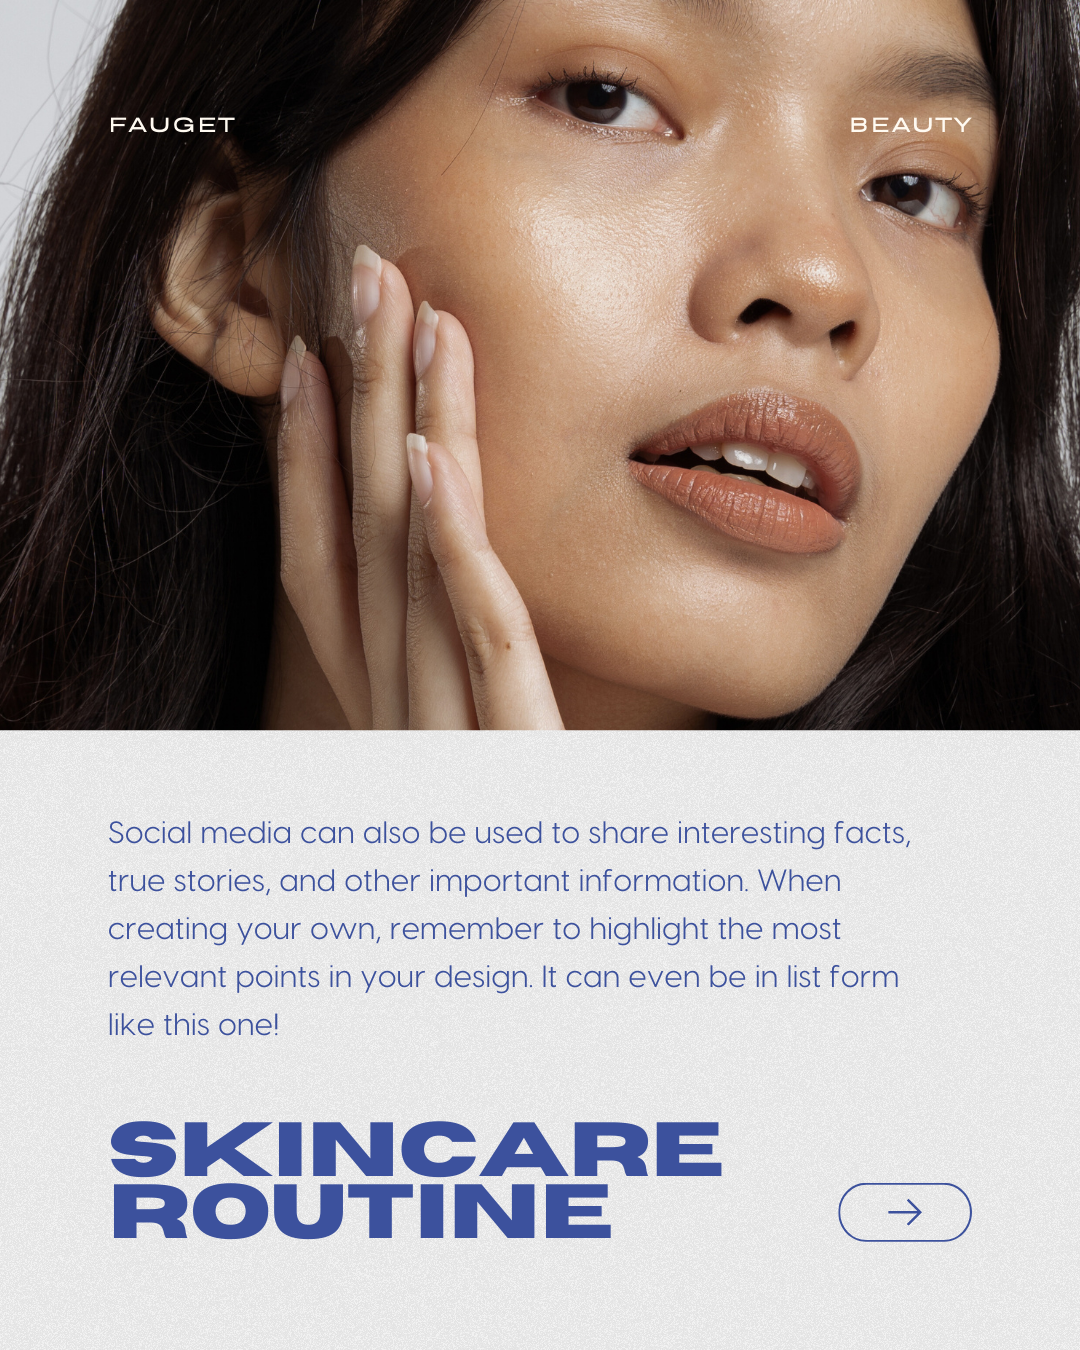 FAUGET
BEAUTY
Social media can also be used to share interesting facts,
true stories, and other important information. When
creating your own, remember to highlight the most
relevant points in your design. It can even be in list form
like this one!
SKINCARE
ROUTINE